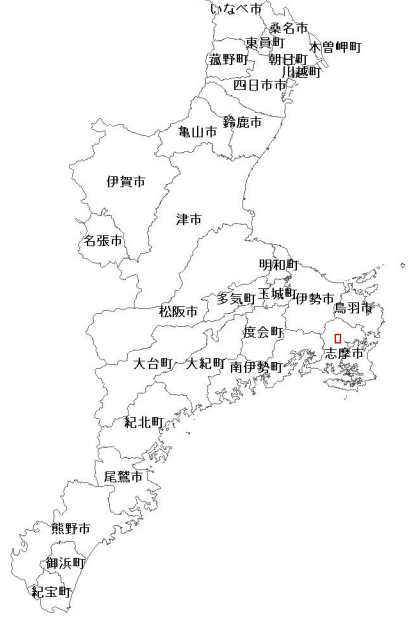 いなべ市
桑名市
東員町
木曽岬町
菰野町
朝日町
川越町
四日市市
鈴鹿市
亀山市
伊賀市
津市
名張市
明和町
多気町
玉城町
伊勢市
鳥羽市
松阪市
度会町
志摩市
大台町
大紀町
南伊勢町
紀北町
尾鷲市
熊野市
御浜町
紀宝町